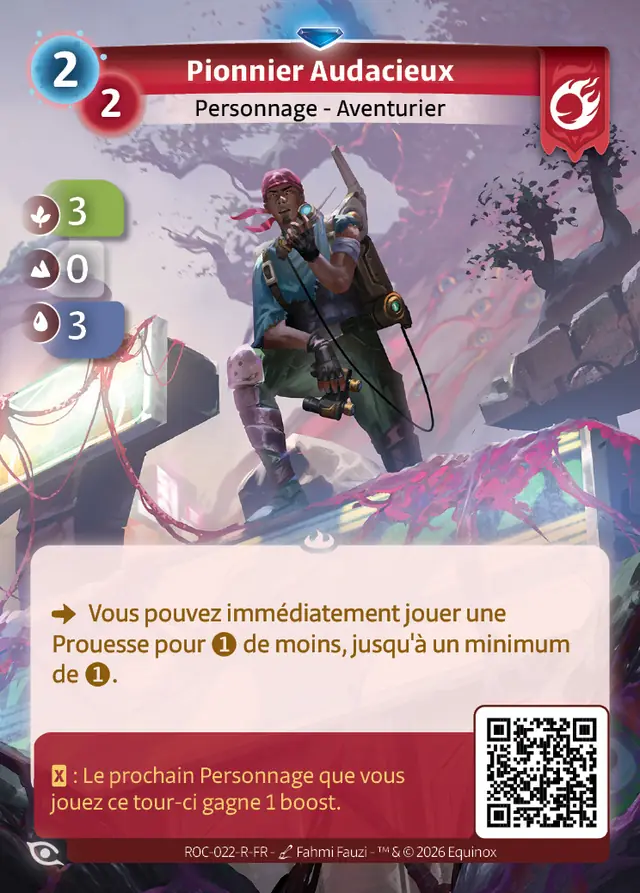 2
Pionnier Audacieux
2
Personnage - Aventurier
3
0
3
Vous pouvez immédiatement jouer une
Prouesse pour 1 de moins, jusqu'à un minimum
de 1.
X : Le prochain Personnage que vous
jouez ce tour-ci gagne 1 boost.
ROC-022-R-FR - Fahmi Fauzi - ™ & © 2026 Equinox